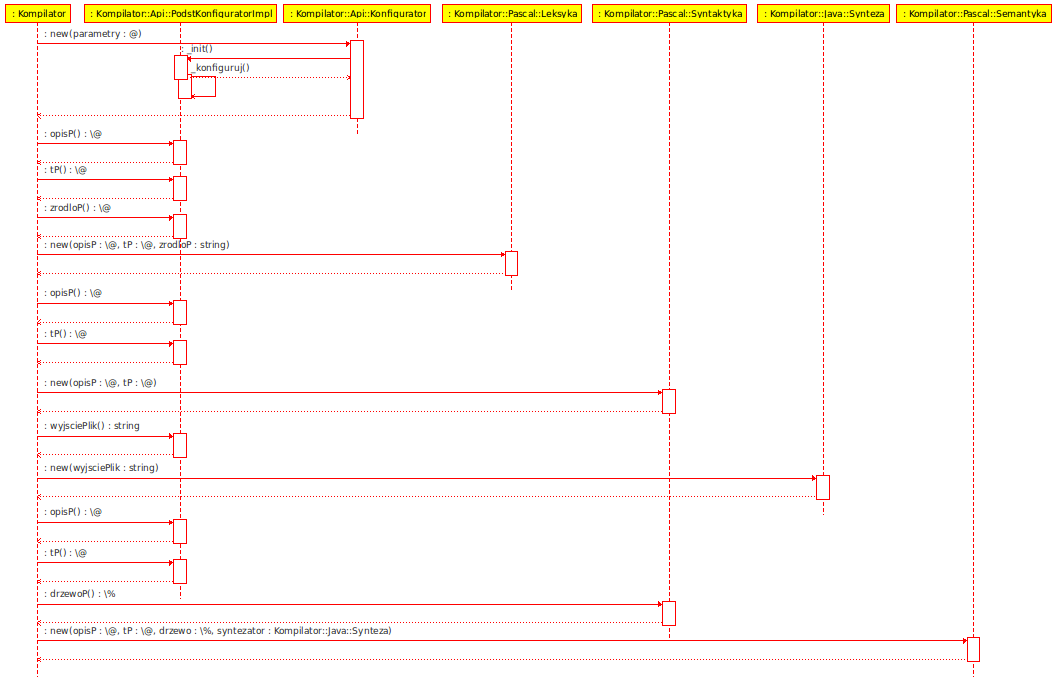 : Kompilator
: Kompilator::Api::PodstKonfiguratorImpl
: Kompilator::Api::Konfigurator
: Kompilator::Pascal::Leksyka
: Kompilator::Pascal::Syntaktyka
: Kompilator::Java::Synteza
: Kompilator::Pascal::Semantyka
: new(parametry : @)
: _init()
_konfiguruj()
: opisP() : \@
: tP() : \@
: zrodloP() : \@
: new(opisP : \@, tP : \@, zrodloP : string)
: opisP() : \@
: tP() : \@
: new(opisP : \@, tP : \@)
: wyjsciePlik() : string
: new(wyjsciePlik : string)
: opisP() : \@
: tP() : \@
: drzewoP() : \%
: new(opisP : \@, tP : \@, drzewo : \%, syntezator : Kompilator::Java::Synteza)